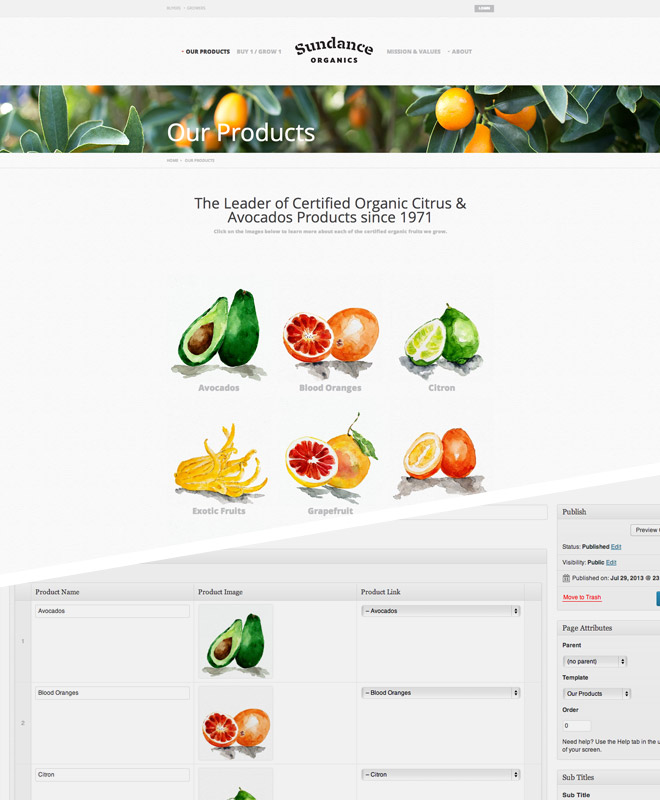 BUYERS
GROWERS
LOGIN
OUR PRODUCTS
BUY 1 / GROW 1
Sundance
ORGANICS
MISSION & VALUES
ABOUT
Our Products
HOME
OUR PRODUCTS
The Leader of Certified Organic Citrus &
Avocados Products since 1971
Click on the images below to learn more about each of the certified organic fruits we grow.
Avocados
Blood Oranges
Citron
Exotic Fruits
Grapefruit
Product Name
Product Image
Product Link
1
Avocados
– Avocados
2
Blood Oranges
– Blood Oranges
Citron
– Citron
Publish
Preview
Status: Published Edit
Visibility: Public Edit
Published on: Jul 29, 2013 @ 23
Move to Trash
Page Attributes
Parent
(no parent)
Template
Our Products
Order
0
Need help? Use the Help tab in the u
of your screen.
Sub Titles
Sub Title